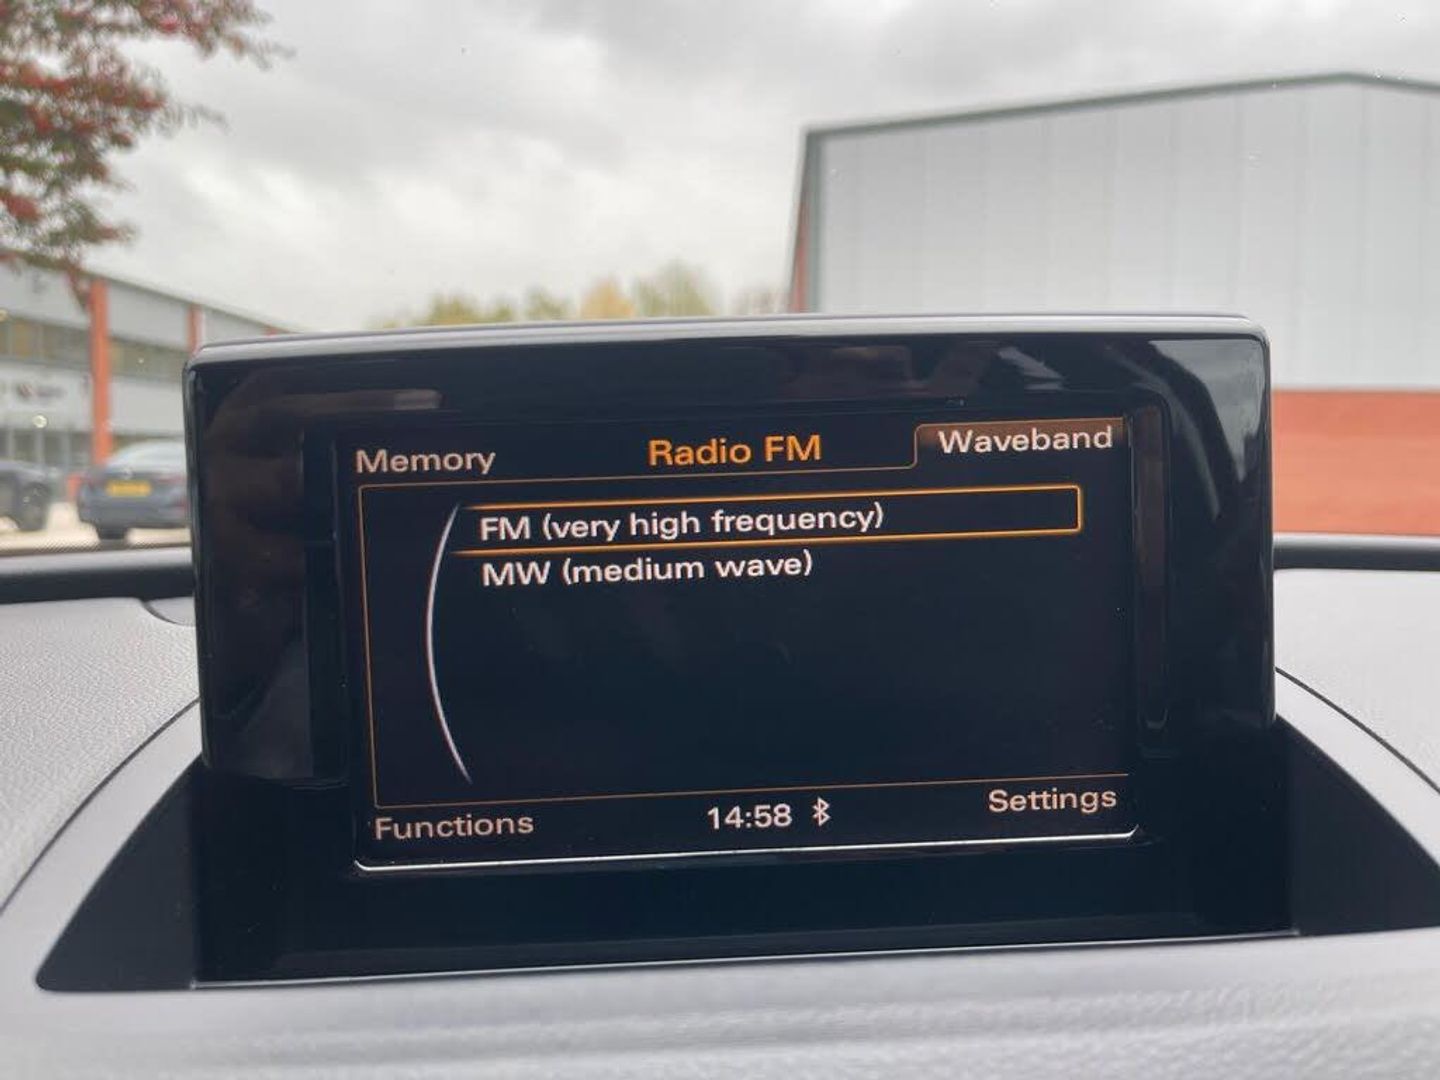 Memory Radio FM Waveband
FM (very high frequency)
MW (medium wave)
Functions 14:58 Settings